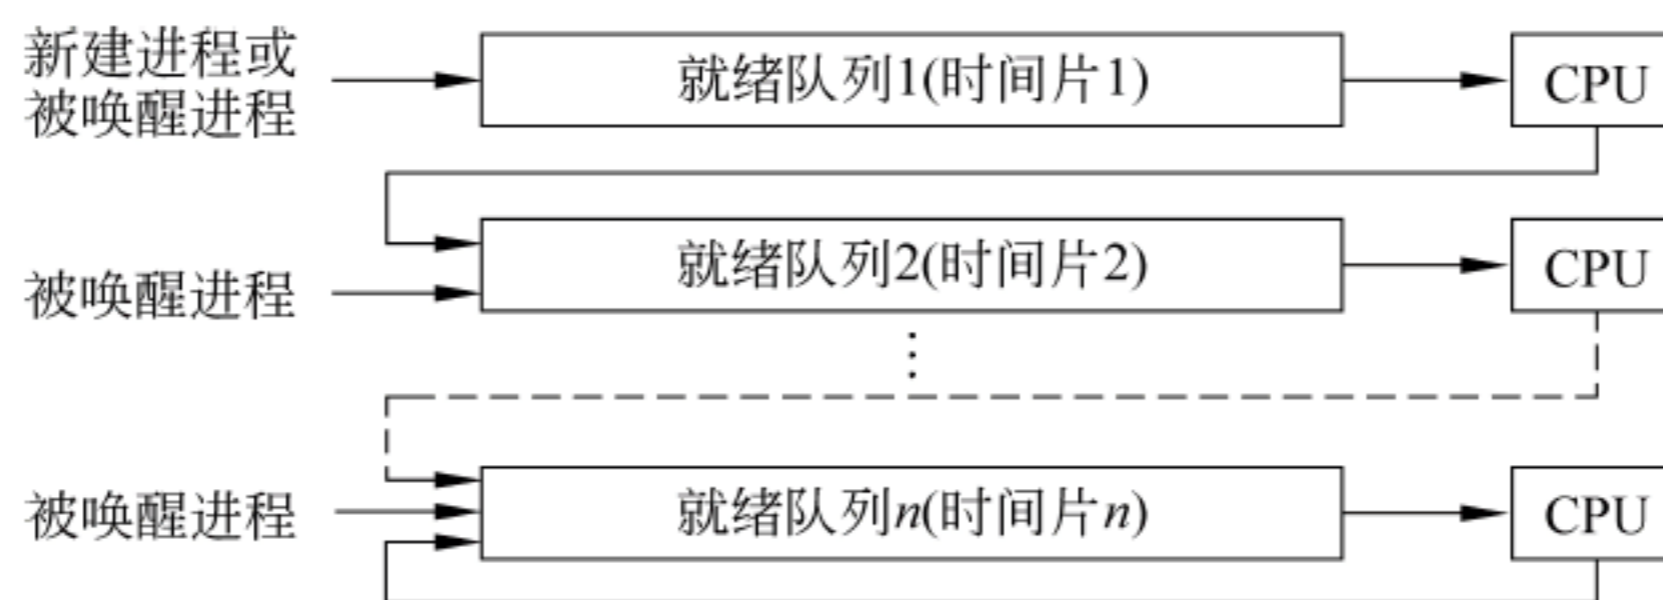 新建进程或
被唤醒进程
就绪队列1(时间片1)
CPU
就绪队列2(时间片2)
CPU
被唤醒进程
被唤醒进程
就绪队列n(时间片n)
CPU